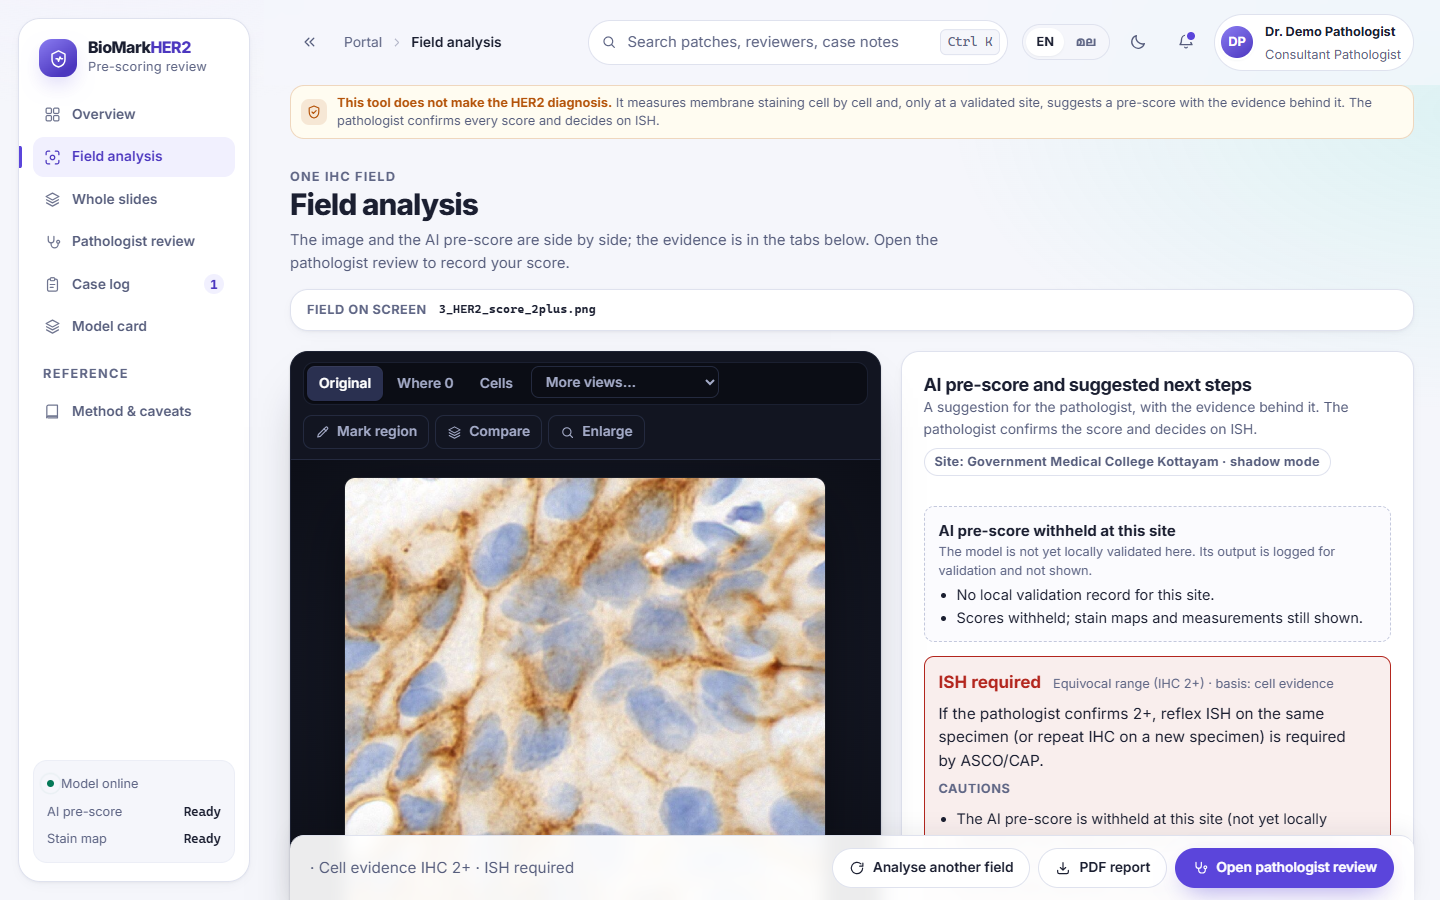 BioMarkHER2
Pre-scoring review
Overview
Field analysis
Whole slides
Pathologist review
Case log 1
Model card
REFERENCE
Method & caveats
Model online
AI pre-score Ready
Stain map Ready
Portal > Field analysis
Search patches, reviewers, case notes Ctrl K
EN മല
DP Dr. Demo Pathologist
Consultant Pathologist
This tool does not make the HER2 diagnosis. It measures membrane staining cell by cell and, only at a validated site, suggests a pre-score with the evidence behind it. The
pathologist confirms every score and decides on ISH.
ONE IHC FIELD
Field analysis
The image and the AI pre-score are side by side; the evidence is in the tabs below. Open the
pathologist review to record your score.
FIELD ON SCREEN 3_HER2_score_2plus.png
Original Where 0 Cells More views...
Mark region Compare Enlarge
AI pre-score and suggested next steps
A suggestion for the pathologist, with the evidence behind it. The
pathologist confirms the score and decides on ISH.
Site: Government Medical College Kottayam · shadow mode
AI pre-score withheld at this site
The model is not yet locally validated here. Its output is logged for
validation and not shown.
• No local validation record for this site.
• Scores withheld; stain maps and measurements still shown.
ISH required Equivocal range (IHC 2+) · basis: cell evidence
If the pathologist confirms 2+, reflex ISH on the same
specimen (or repeat IHC on a new specimen) is required
by ASCO/CAP.
CAUTIONS
• The AI pre-score is withheld at this site (not yet locally
· Cell evidence IHC 2+ · ISH required
Analyse another field PDF report Open pathologist review